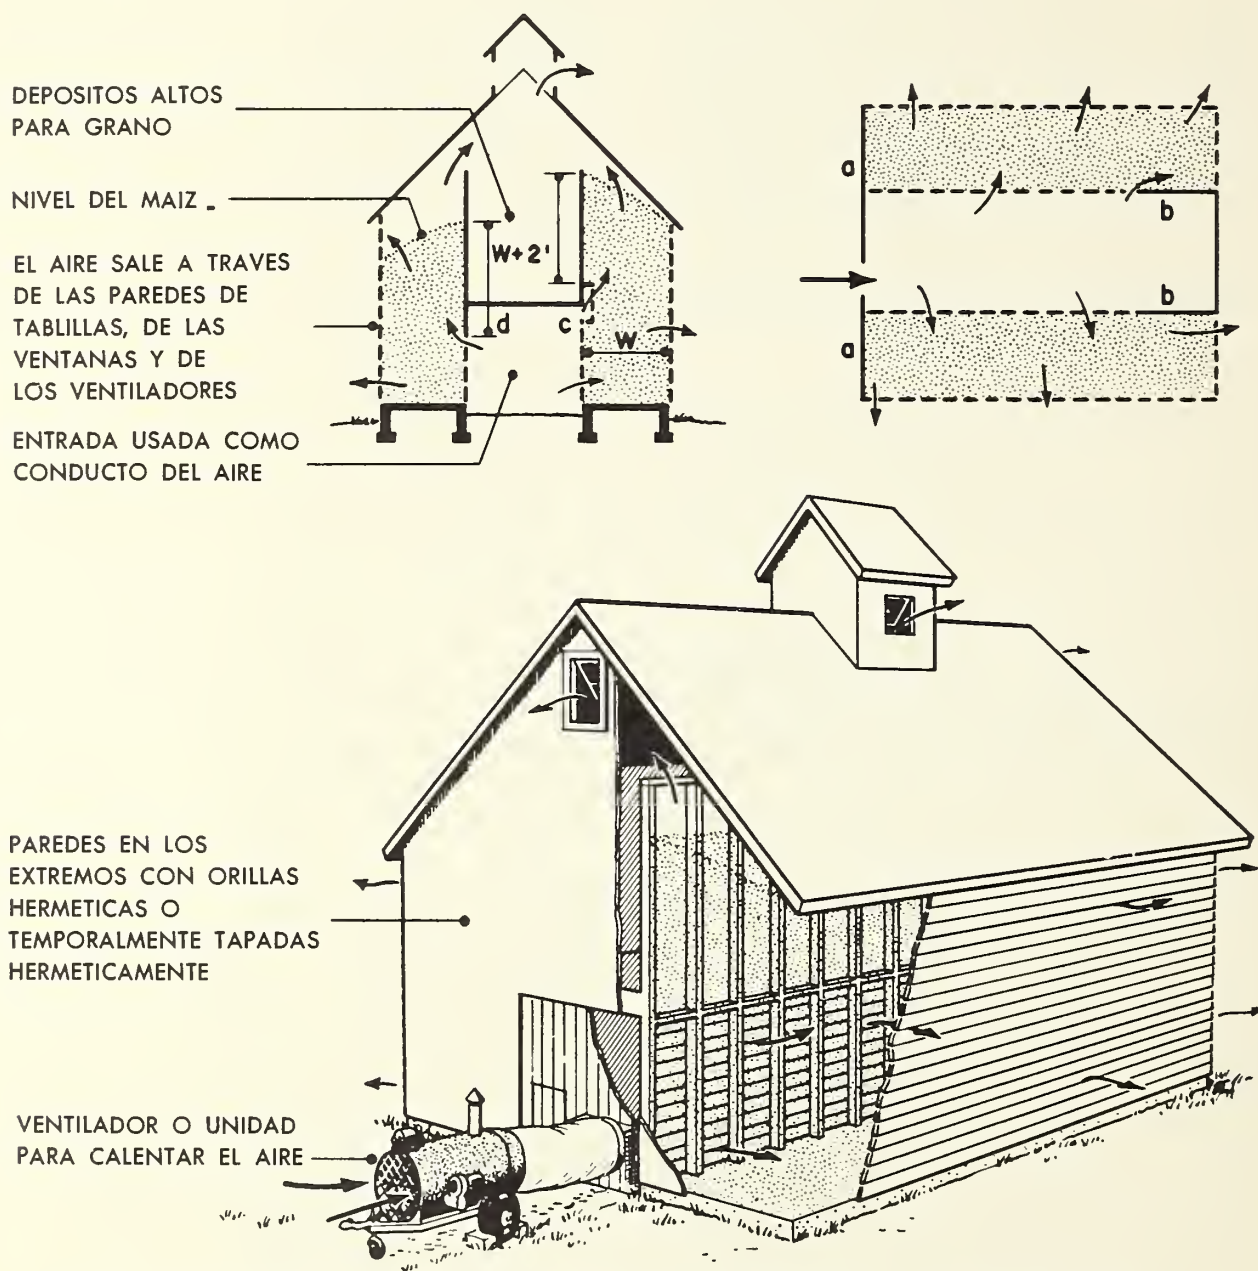 DEPOSITOS ALTOS
PARA GRANO
NIVEL DEL MAIZ
EL AIRE SALE A TRAVES
DE LAS PAREDES DE
TABLILLAS, DE LAS
VENTANAS Y DE
LOS VENTILADORES
ENTRADA USADA COMO
CONDUCTO DEL AIRE
W+2'
d
c
W
a
b
b
a
PAREDES EN LOS
EXTREMOS CON ORILLAS
HERMETICAS O
TEMPORALMENTE TAPADAS
HERMETICAMENTE
VENTILADOR O UNIDAD
PARA CALENTAR EL AIRE